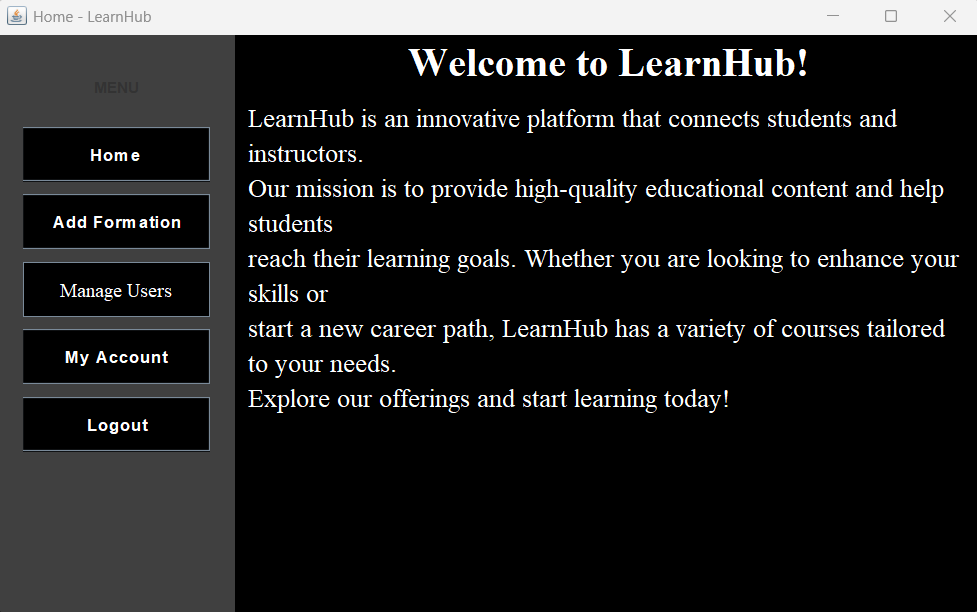 Home - LearnHub
MENU
Home
Add Formation
Manage Users
My Account
Logout
Welcome to LearnHub!
LearnHub is an innovative platform that connects students and
instructors.
Our mission is to provide high-quality educational content and help
students
reach their learning goals. Whether you are looking to enhance your
skills or
start a new career path, LearnHub has a variety of courses tailored
to your needs.
Explore our offerings and start learning today!